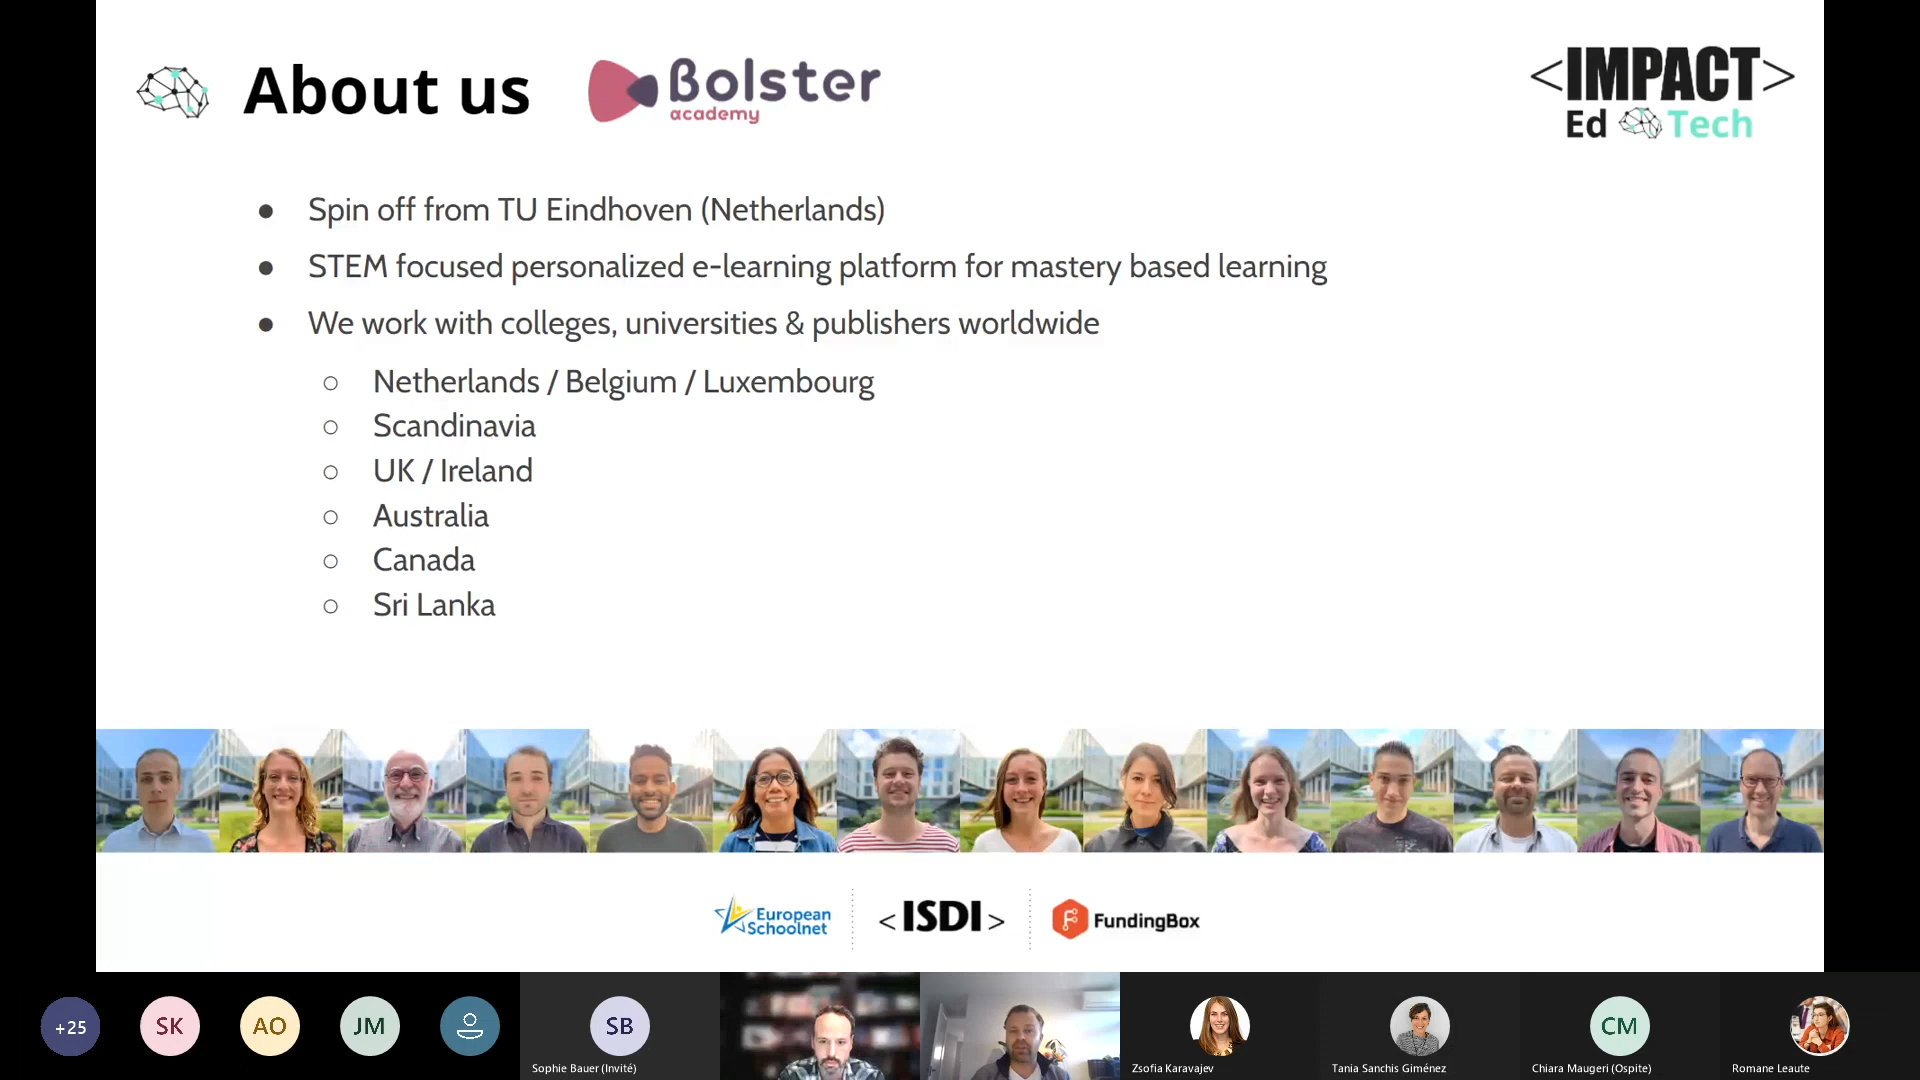 About us
Bolster
academy
<IMPACT>
Ed Tech
● Spin off from TU Eindhoven (Netherlands)
● STEM focused personalized e-learning platform for mastery based learning
● We work with colleges, universities & publishers worldwide
○ Netherlands / Belgium / Luxembourg
○ Scandinavia
○ UK / Ireland
○ Australia
○ Canada
○ Sri Lanka
European
Schoolnet
<ISDI>
FundingBox
+25
SK
AO
JM
SB
CM
Sophie Bauer (Invité)
Zsofia Karavajev
Tania Sanchis Giménez
Chiara Maugeri (Ospite)
Romane Leaute